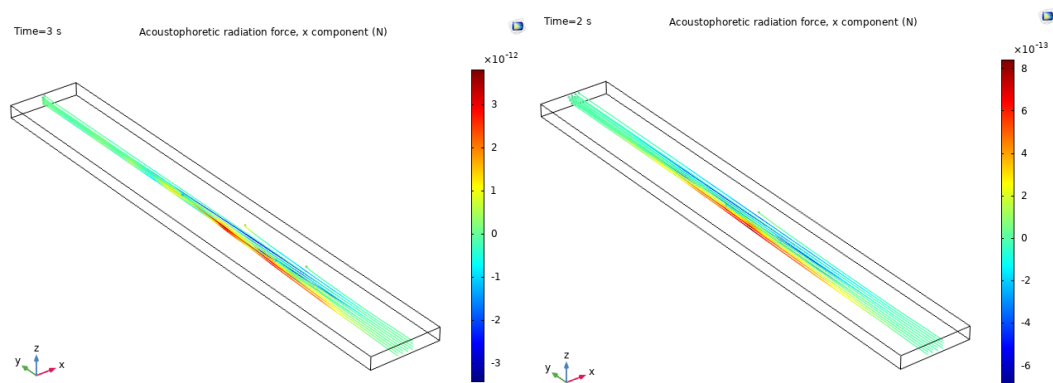 Time=3 s
Acoustophoretic radiation force, x component (N)
×10⁻¹²
3
2
1
0
-1
-2
-3
y
z
x
Time=2 s
Acoustophoretic radiation force, x component (N)
×10⁻¹³
8
6
4
2
0
-2
-4
-6
y
z
x